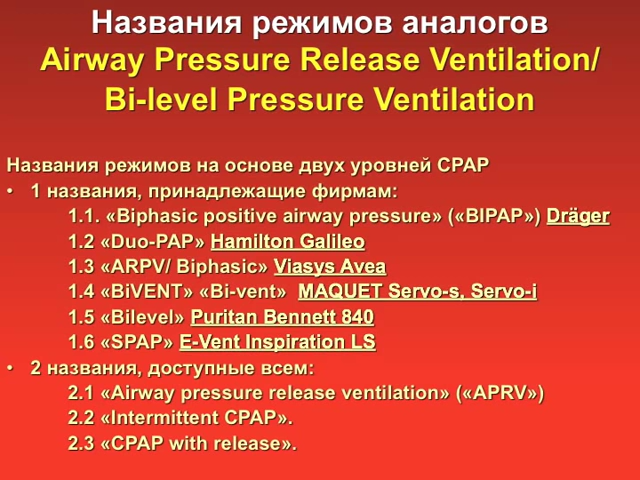 Названия режимов аналогов
Airway Pressure Release Ventilation/
Bi-level Pressure Ventilation
Названия режимов на основе двух уровней CPAP
• 1 названия, принадлежащие фирмам:
1.1. «Biphasic positive airway pressure» («BIPAP») Dräger
1.2 «Duo-PAP» Hamilton Galileo
1.3 «ARPV/ Biphasic» Viasys Avea
1.4 «BiVENT» «Bi-vent» MAQUET Servo-s, Servo-i
1.5 «Bilevel» Puritan Bennett 840
1.6 «SPAP» E-Vent Inspiration LS
• 2 названия, доступные всем:
2.1 «Airway pressure release ventilation» («APRV»)
2.2 «Intermittent CPAP».
2.3 «CPAP with release».